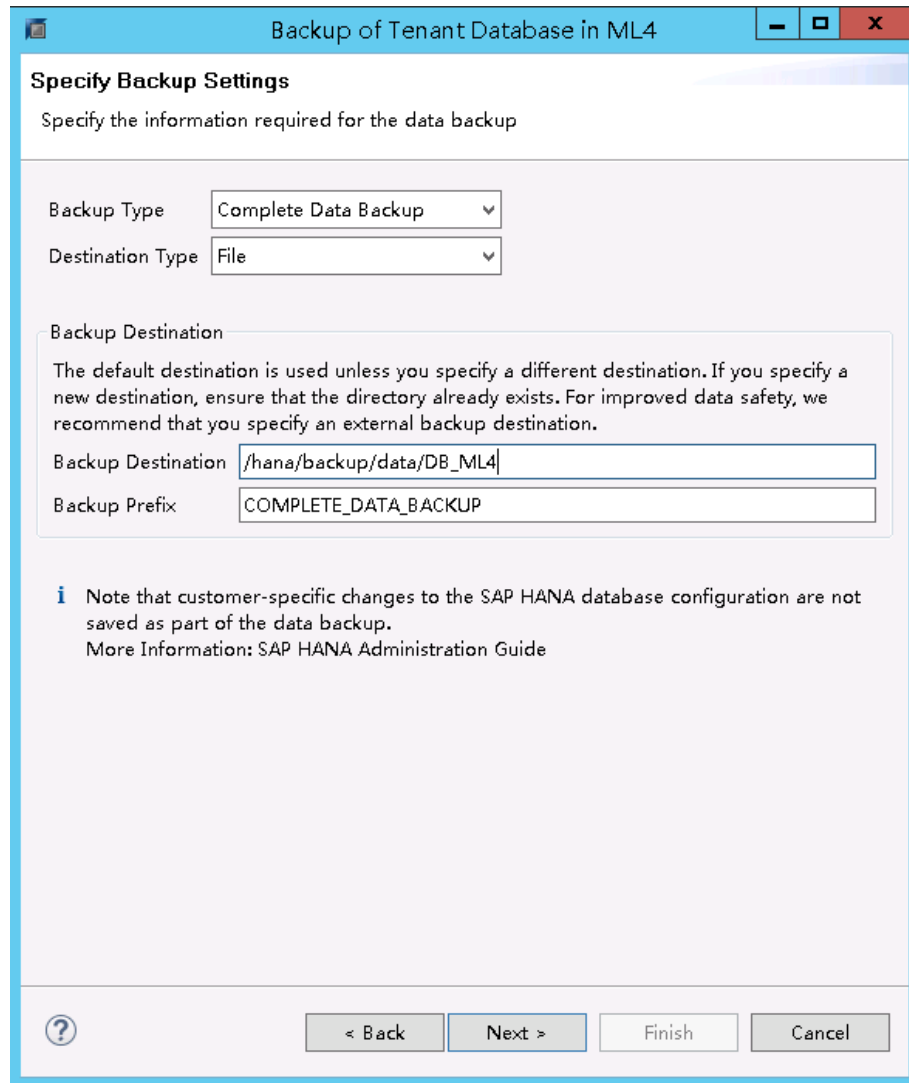 Backup of Tenant Database in ML4
Specify Backup Settings
Specify the information required for the data backup
Backup Type Complete Data Backup
Destination Type File
Backup Destination
The default destination is used unless you specify a different destination. If you specify a
new destination, ensure that the directory already exists. For improved data safety, we
recommend that you specify an external backup destination.
Backup Destination /hana/backup/data/DB_ML4
Backup Prefix COMPLETE_DATA_BACKUP
i Note that customer-specific changes to the SAP HANA database configuration are not
saved as part of the data backup.
More Information: SAP HANA Administration Guide
? < Back Next > Finish Cancel